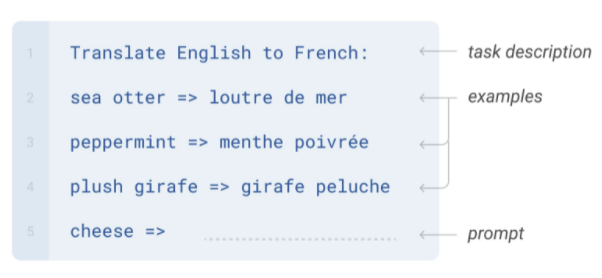 1 Translate English to French: task description
2 sea otter => loutre de mer examples
3 peppermint => menthe poivrée
4 plush girafe => girafe peluche
5 cheese => prompt